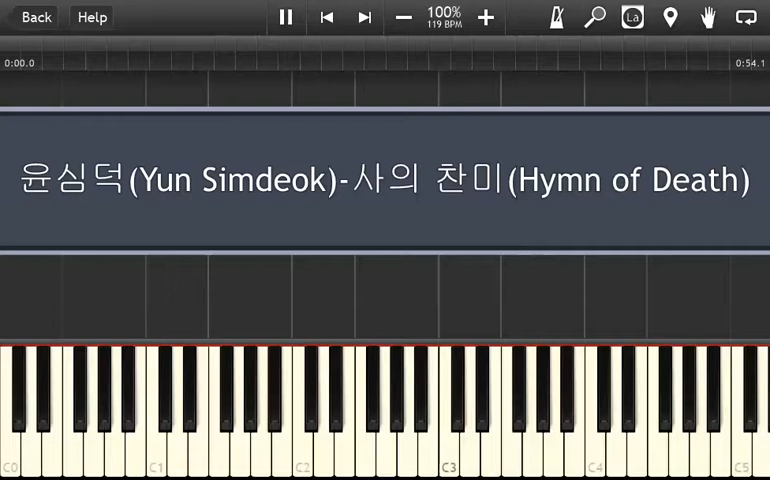 Back Help 100% La
119 BPM
0:00.0 0:54.1
윤심덕(Yun Simdeok)-사의 찬미(Hymn of Death)
C0 C1 C2 C3 C4 C5